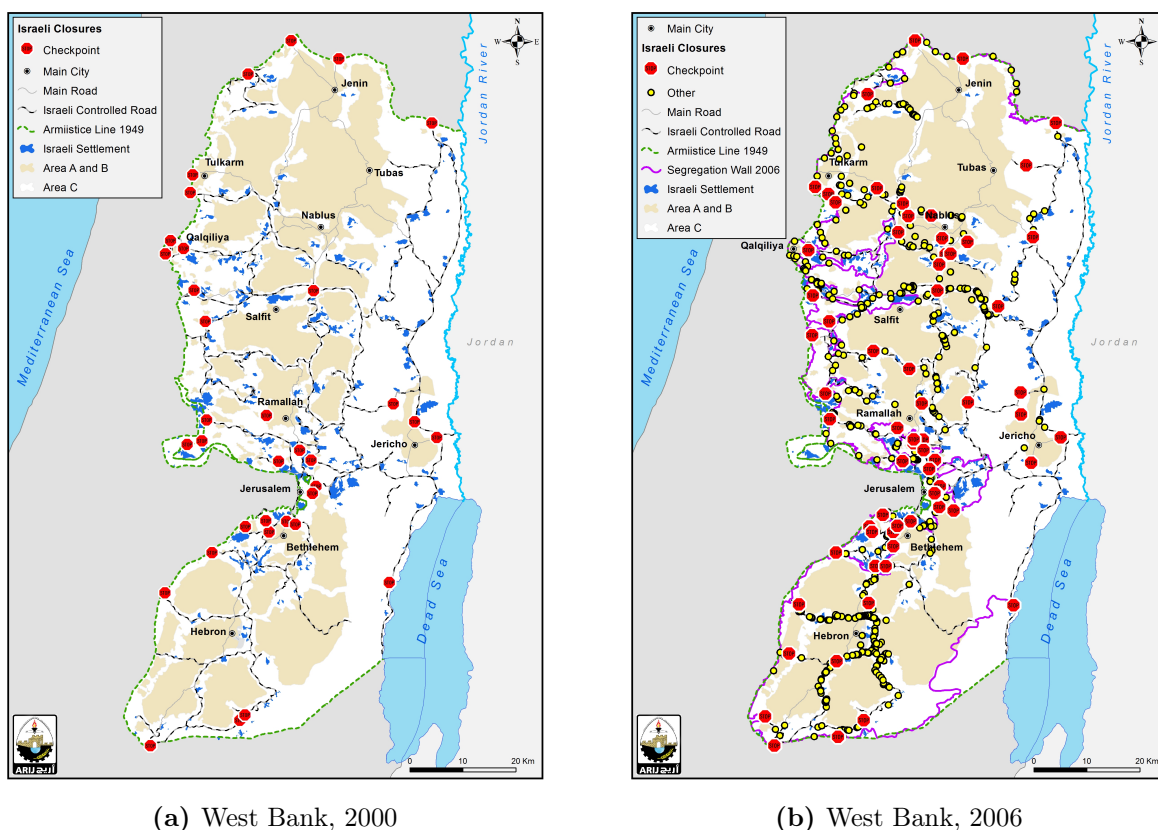 Israeli Closures
Checkpoint
Main City
Main Road
Israeli Controlled Road
Armiistice Line 1949
Israeli Settlement
Area A and B
Area C
N
W E
S
Jordan River
Jenin
Tulkarm
Tubas
Nablus
Qalqiliya
Mediterranean Sea
Salfit
Jordan
Ramallah
Jericho
Jerusalem
Bethlehem
Dead Sea
Hebron
ARIJ أريج
0 10 20 Km
(a) West Bank, 2000
Main City
Israeli Closures
Checkpoint
Other
Main Road
Israeli Controlled Road
Armiistice Line 1949
Segregation Wall 2006
Israeli Settlement
Area A and B
Area C
N
W E
S
Jordan River
Jenin
Tulkarm
Tubas
Nablus
Qalqiliya
Mediterranean Sea
Salfit
Jordan
Ramallah
Jericho
Jerusalem
Bethlehem
Dead Sea
Hebron
ARIJ أريج
0 10 20 Km
(b) West Bank, 2006